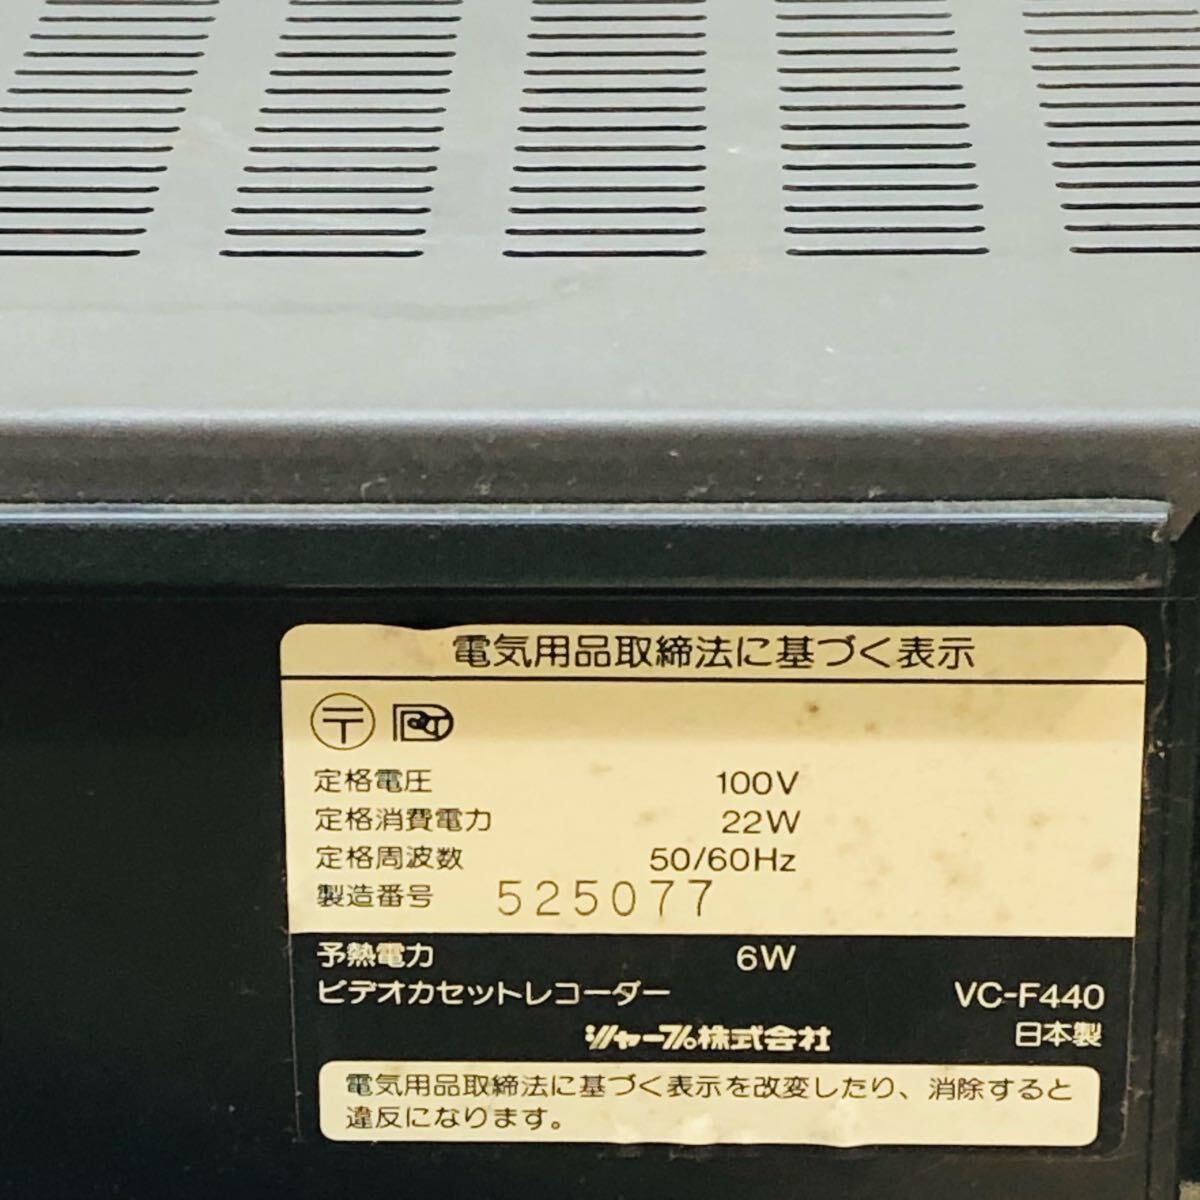 電気用品取締法に基づく表示
〒
定格電圧 100V
定格消費電力 22W
定格周波数 50/60Hz
製造番号 525077
予熱電力 6W
ビデオカセットレコーダー VC-F440
シャープ株式会社 日本製
電気用品取締法に基づく表示を改変したり、消除すると
違反になります。